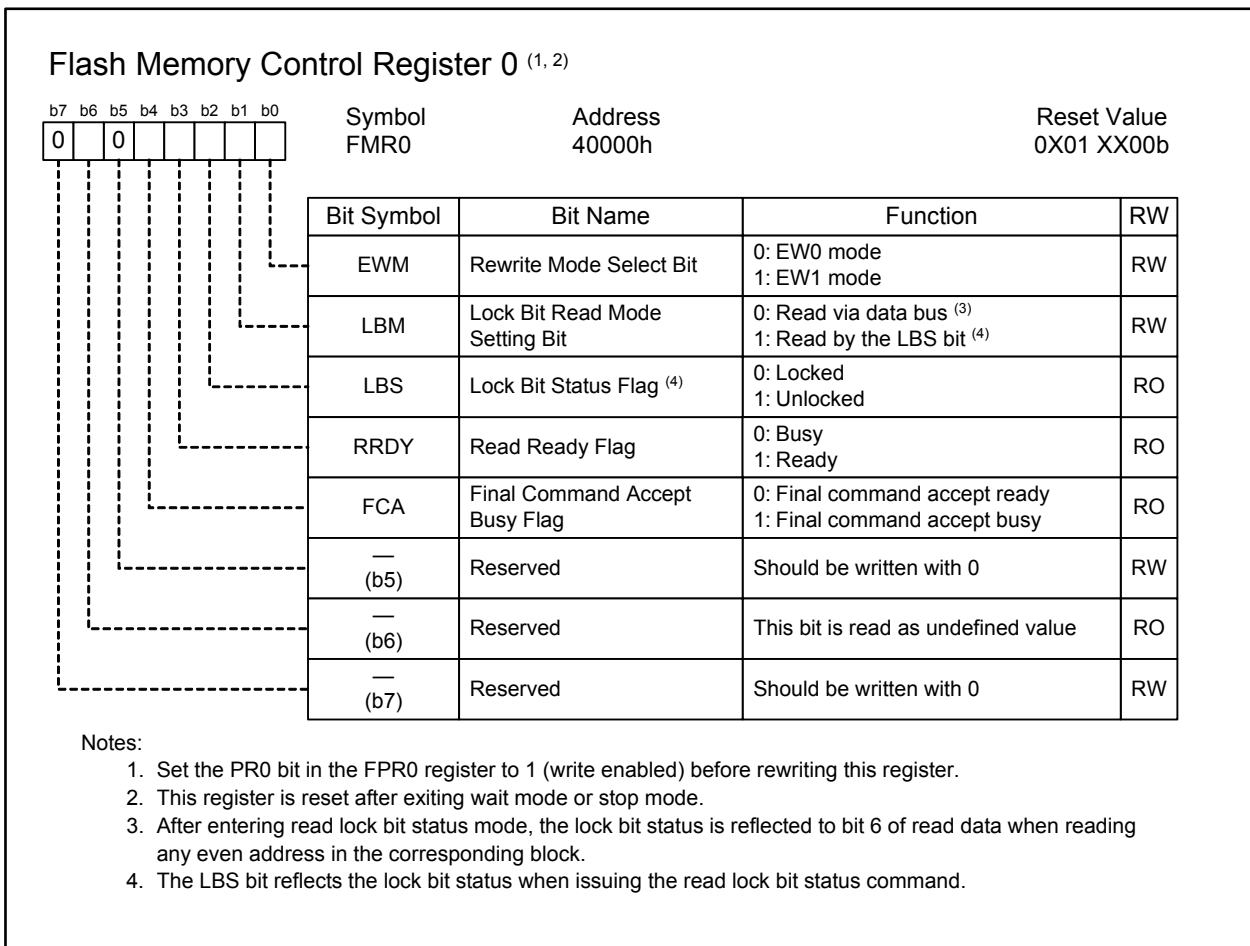 Flash Memory Control Register 0 (1, 2)
b7 b6 b5 b4 b3 b2 b1 b0
0 0
Symbol Address Reset Value
FMR0 40000h 0X01 XX00b
Bit Symbol Bit Name Function RW
EWM Rewrite Mode Select Bit 0: EW0 mode RW
1: EW1 mode
LBM Lock Bit Read Mode 0: Read via data bus (3) RW
Setting Bit 1: Read by the LBS bit (4)
LBS Lock Bit Status Flag (4) 0: Locked RO
1: Unlocked
RRDY Read Ready Flag 0: Busy RO
1: Ready
FCA Final Command Accept 0: Final command accept ready RO
Busy Flag 1: Final command accept busy
— (b5) Reserved Should be written with 0 RW
— (b6) Reserved This bit is read as undefined value RO
— (b7) Reserved Should be written with 0 RW
Notes:
1. Set the PR0 bit in the FPR0 register to 1 (write enabled) before rewriting this register.
2. This register is reset after exiting wait mode or stop mode.
3. After entering read lock bit status mode, the lock bit status is reflected to bit 6 of read data when reading
any even address in the corresponding block.
4. The LBS bit reflects the lock bit status when issuing the read lock bit status command.